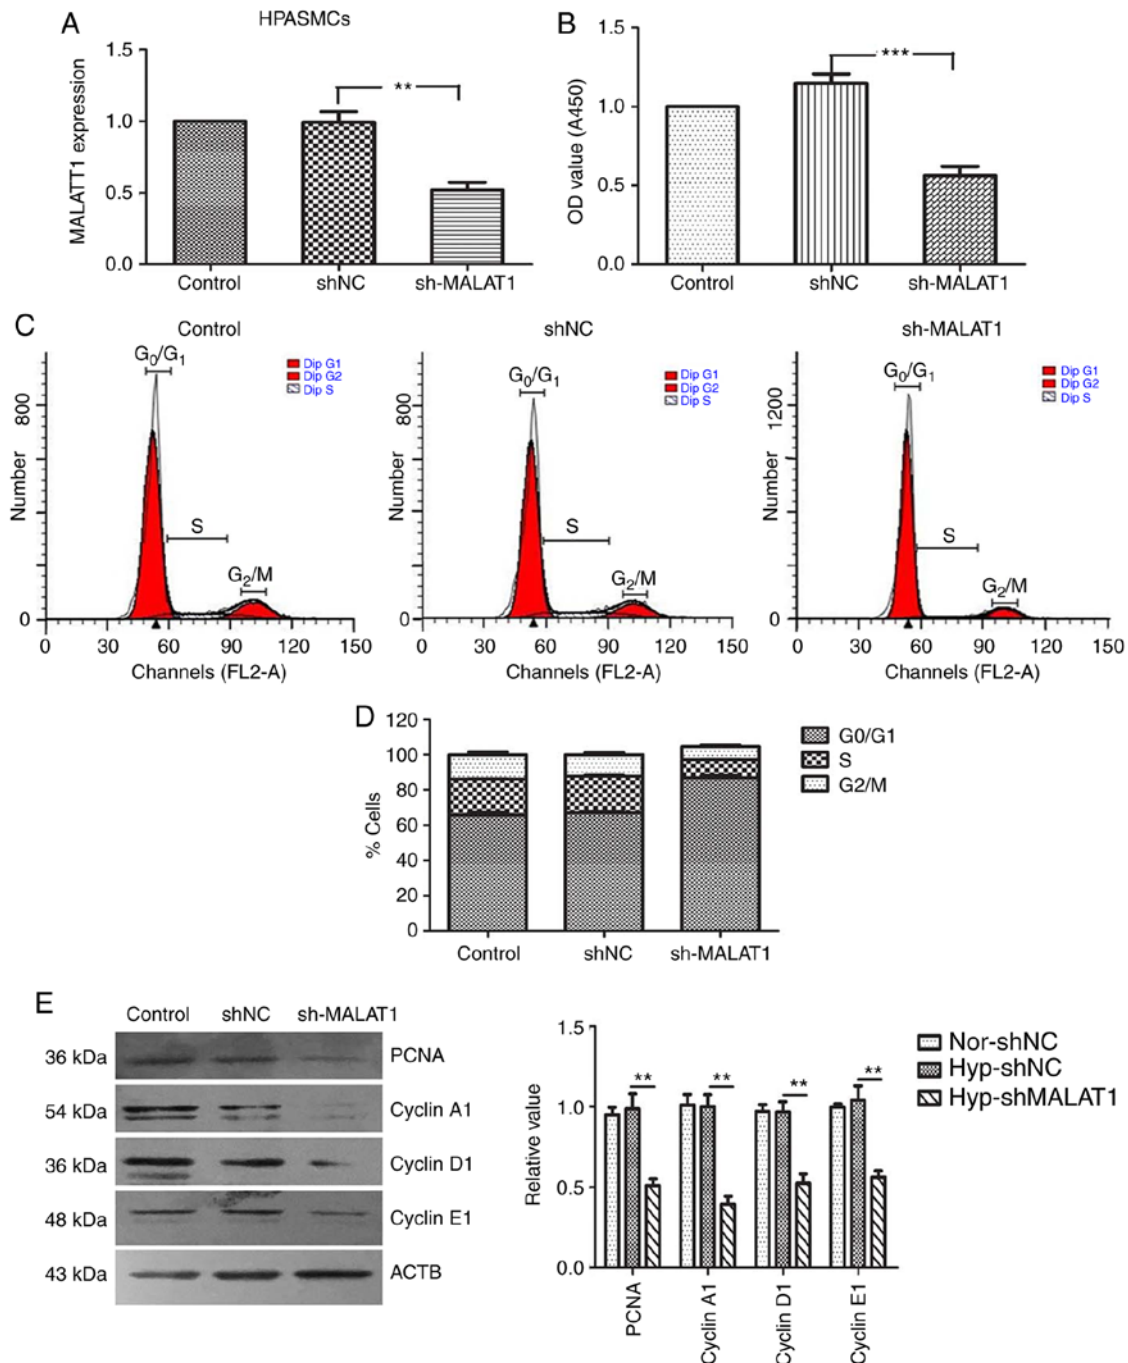 A
HPASMCs
MALATT1 expression
1.5
1.0
0.5
0.0
**
Control
shNC
sh-MALAT1
B
OD value (A450)
1.5
1.0
0.5
0.0
***
Control
shNC
sh-MALAT1
C
Control
G0/G1
Dip G1
Dip G2
Dip S
800
Number
S
G2/M
0
0 30 60 90 120 150
Channels (FL2-A)
shNC
G0/G1
Dip G1
Dip G2
Dip S
800
Number
S
G2/M
0
0 30 60 90 120 150
Channels (FL2-A)
sh-MALAT1
G0/G1
Dip G1
Dip G2
Dip S
1200
Number
S
G2/M
0
0 30 60 90 120 150
Channels (FL2-A)
D
% Cells
120
100
80
60
40
20
0
Control
shNC
sh-MALAT1
G0/G1
S
G2/M
E
Control shNC sh-MALAT1
36 kDa PCNA
54 kDa Cyclin A1
36 kDa Cyclin D1
48 kDa Cyclin E1
43 kDa ACTB
Relative value
1.5
1.0
0.5
0.0
** ** ** **
PCNA
Cyclin A1
Cyclin D1
Cyclin E1
Nor-shNC
Hyp-shNC
Hyp-shMALAT1